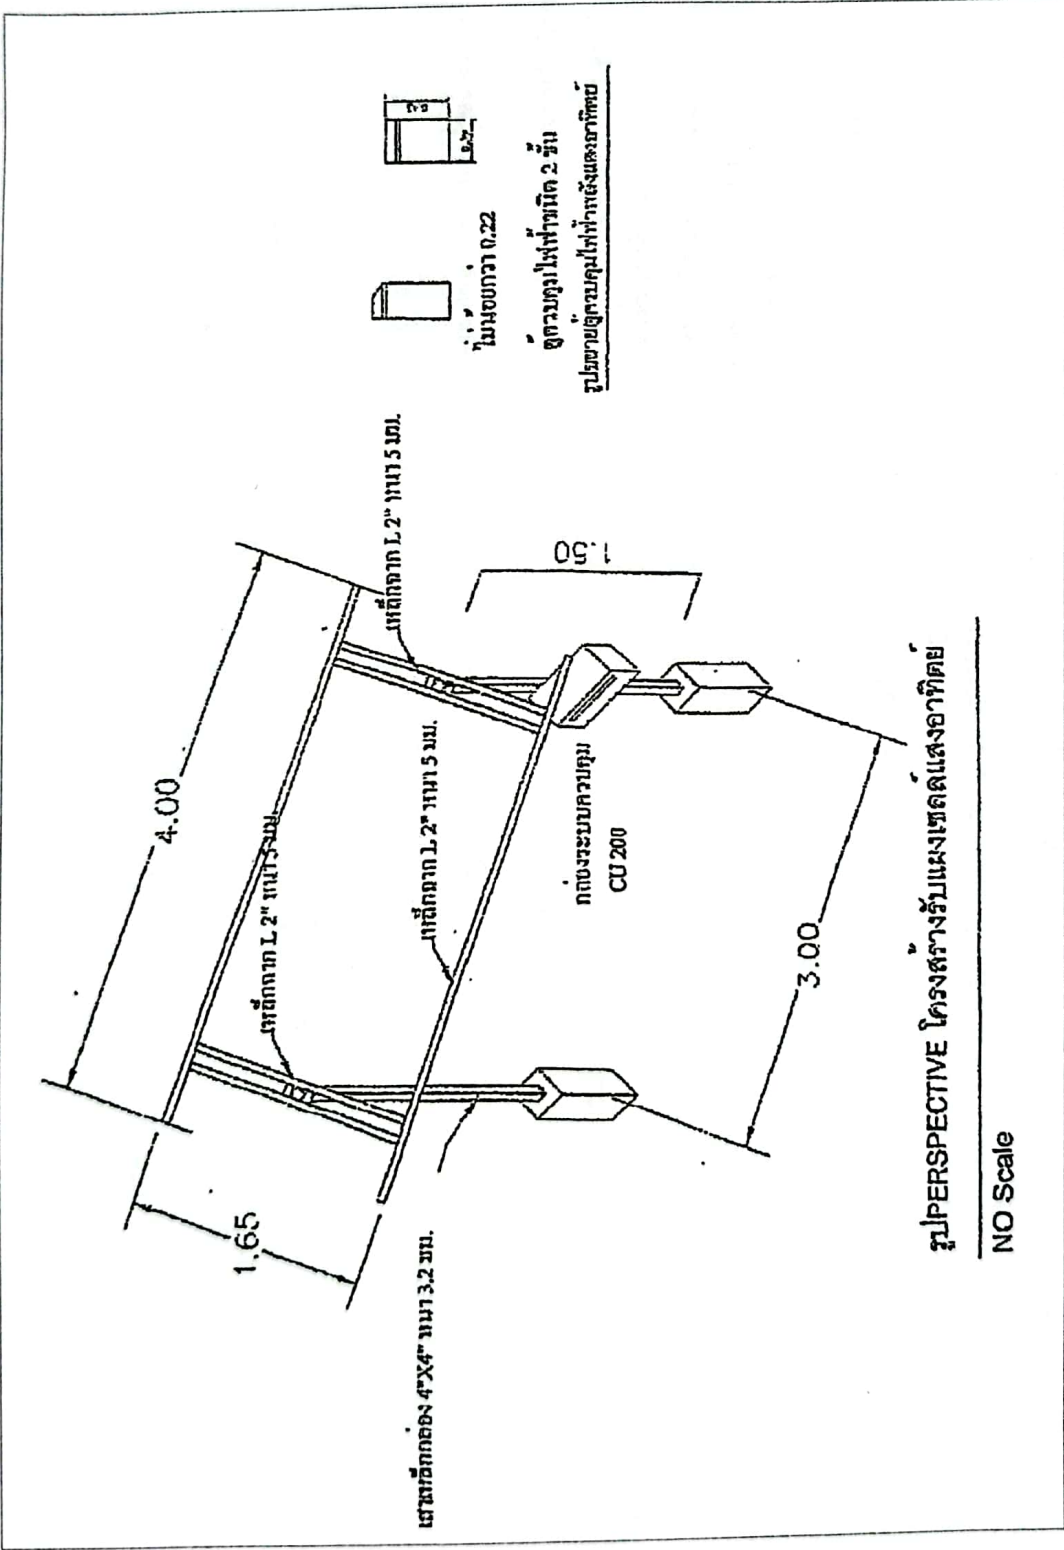 4.00
1.65
เหล็กฉาก L 2" หนา 5 มม.
เหล็กฉาก L 2" หนา 5 มม.
เหล็กฉาก L 2" หนา 5 มม.
เสาเหล็กกล่อง 4"X4" หนา 3.2 มม.
1.50
กล่องระบบควบคุม
CU 200
3.00
รูปPERSPECTIVE โครงสร้างรับแผงเซลล์แสงอาทิตย์
NO Scale
ไม่น้อยกว่า 0.22
ตู้ควบคุมไฟฟ้าชนิด 2 ชั้น
รูปขยายตู้ควบคุมไฟฟ้าพลังแสงอาทิตย์